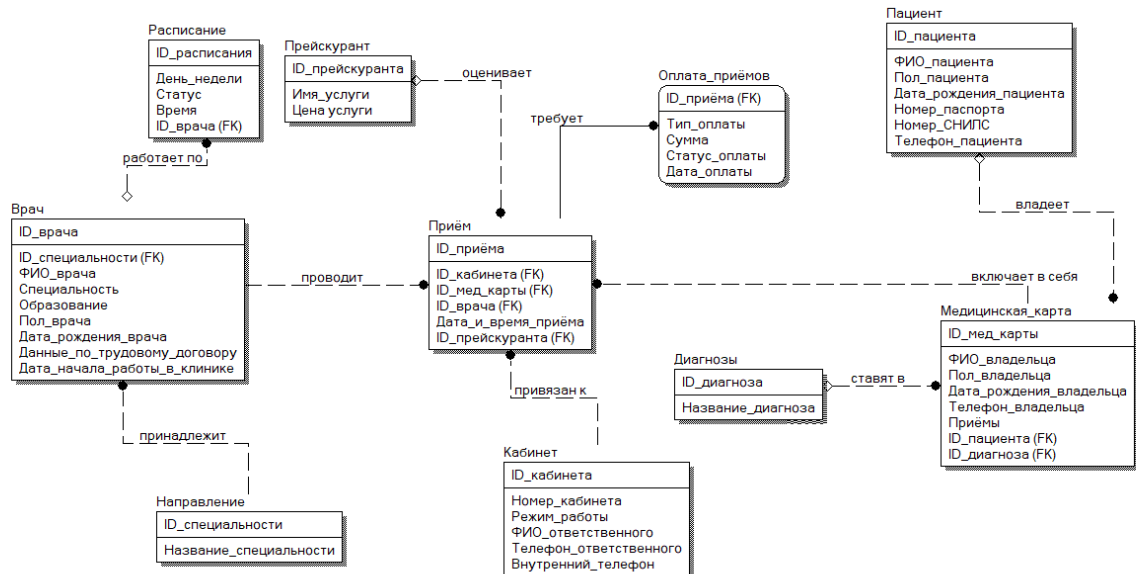 Расписание
ID_расписания
День_недели
Статус
Время
ID_врача (FK)
работает по
Прейскурант
ID_прейскуранта
Имя_услуги
Цена услуги
оценивает
Оплата_приёмов
ID_приёма (FK)
Тип_оплаты
Сумма
Статус_оплаты
Дата_оплаты
требует
Пациент
ID_пациента
ФИО_пациента
Пол_пациента
Дата_рождения_пациента
Номер_паспорта
Номер_СНИЛС
Телефон_пациента
владеет
Врач
ID_врача
ID_специальности (FK)
ФИО_врача
Специальность
Образование
Пол_врача
Дата_рождения_врача
Данные_по_трудовому_договору
Дата_начала_работы_в_клинике
проводит
Приём
ID_приёма
ID_кабинета (FK)
ID_мед_карты (FK)
ID_врача (FK)
Дата_и_время_приёма
ID_прейскуранта (FK)
включает в себя
Медицинская_карта
ID_мед_карты
ФИО_владельца
Пол_владельца
Дата_рождения_владельца
Телефон_владельца
Приёмы
ID_пациента (FK)
ID_диагноза (FK)
Диагнозы
ID_диагноза
Название_диагноза
ставят в
привязан к
принадлежит
Направление
ID_специальности
Название_специальности
Кабинет
ID_кабинета
Номер_кабинета
Режим_работы
ФИО_ответственного
Телефон_ответственного
Внутренний_телефон